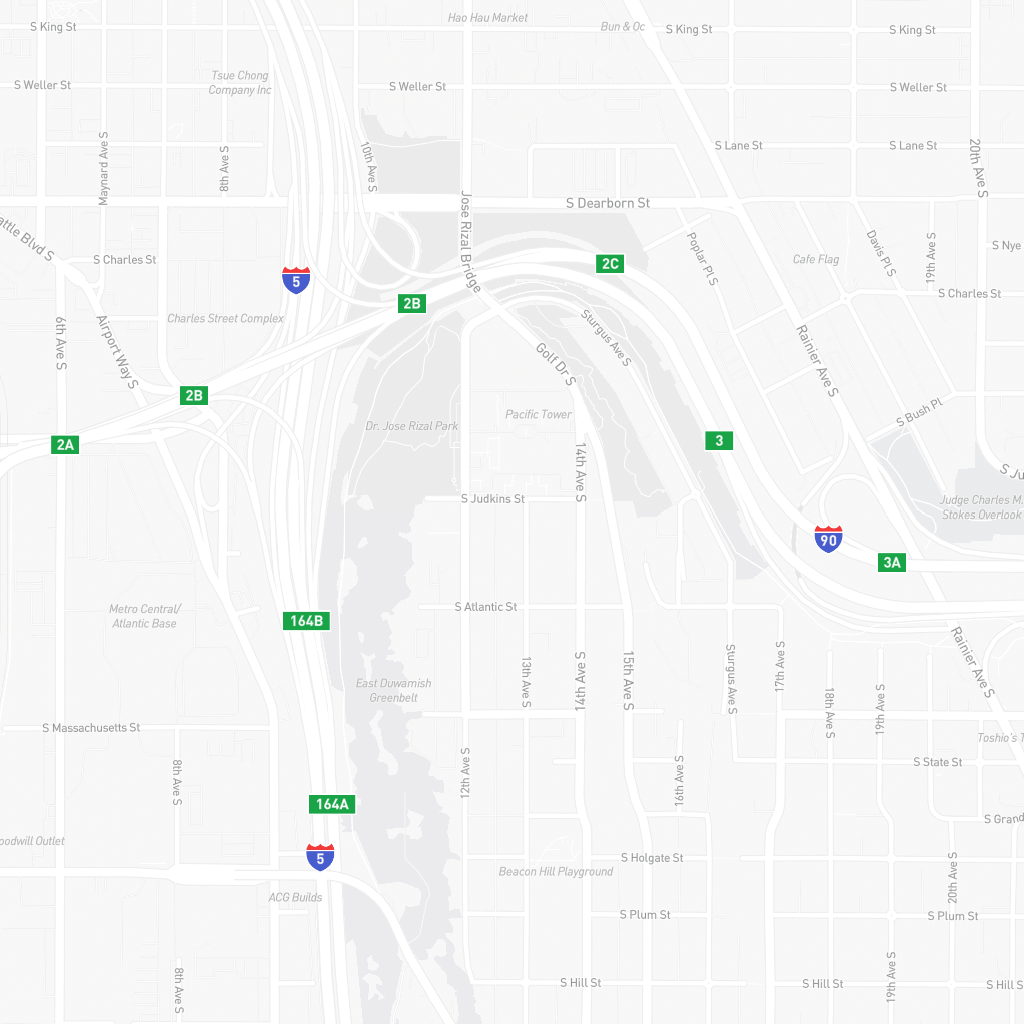 Hao Hau Market
S King St
Bun & Oc
S King St
S King St
Tsue Chong
Company Inc
S Weller St
S Weller St
S Weller St
Maynard Ave S
8th Ave S
10th Ave S
S Lane St
S Lane St
20th Ave S
Jose Rizal Bridge
S Dearborn St
attle Blvd S
S Charles St
Poplar Pl S
Cafe Flag
Davis Pl S
19th Ave S
S Nye
5
2C
2B
S Charles St
Charles Street Complex
6th Ave S
Airport Way S
Sturgus Ave S
Golf Dr S
Rainier Ave S
2B
S Bush Pl
2A
Dr. Jose Rizal Park
Pacific Tower
3
14th Ave S
S Ju
S Judkins St
Judge Charles M.
Stokes Overlook
90
3A
Metro Central/
Atlantic Base
164B
S Atlantic St
East Duwamish
Greenbelt
13th Ave S
14th Ave S
15th Ave S
Sturgus Ave S
17th Ave S
18th Ave S
19th Ave S
Rainier Ave S
S Massachusetts St
Toshio's T
8th Ave S
12th Ave S
16th Ave S
S State St
164A
S Grand
oodwill Outlet
5
S Holgate St
Beacon Hill Playground
20th Ave S
ACG Builds
S Plum St
S Plum St
8th Ave S
S Hill St
S Hill St
19th Ave S
S Hill S